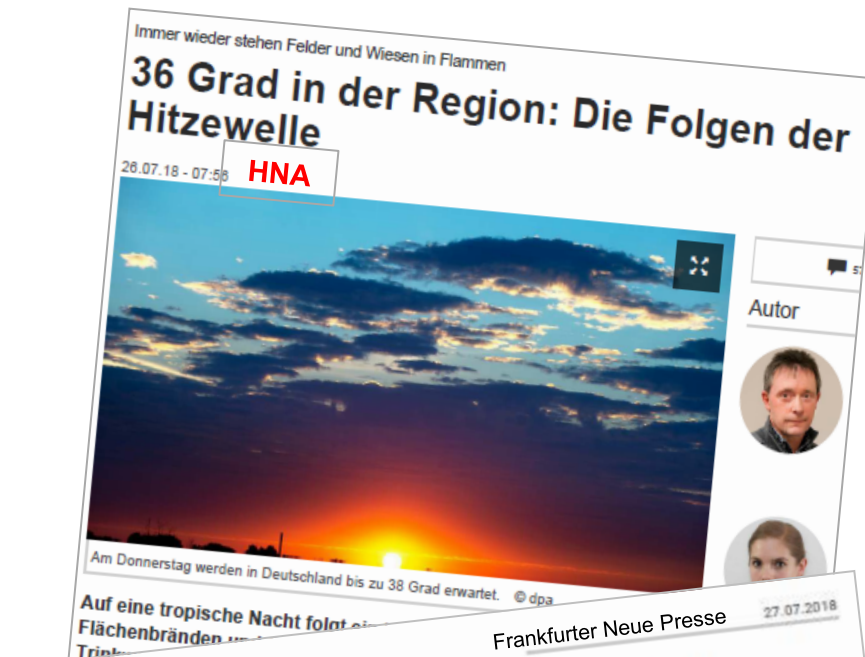 Immer wieder stehen Felder und Wiesen in Flammen
36 Grad in der Region: Die Folgen der
Hitzewelle
26.07.18 - 07:56
HNA
Autor
Am Donnerstag werden in Deutschland bis zu 38 Grad erwartet. © dpa
Auf eine tropische Nacht folgt
Flächenbränden
Frankfurter Neue Presse
27.07.2018